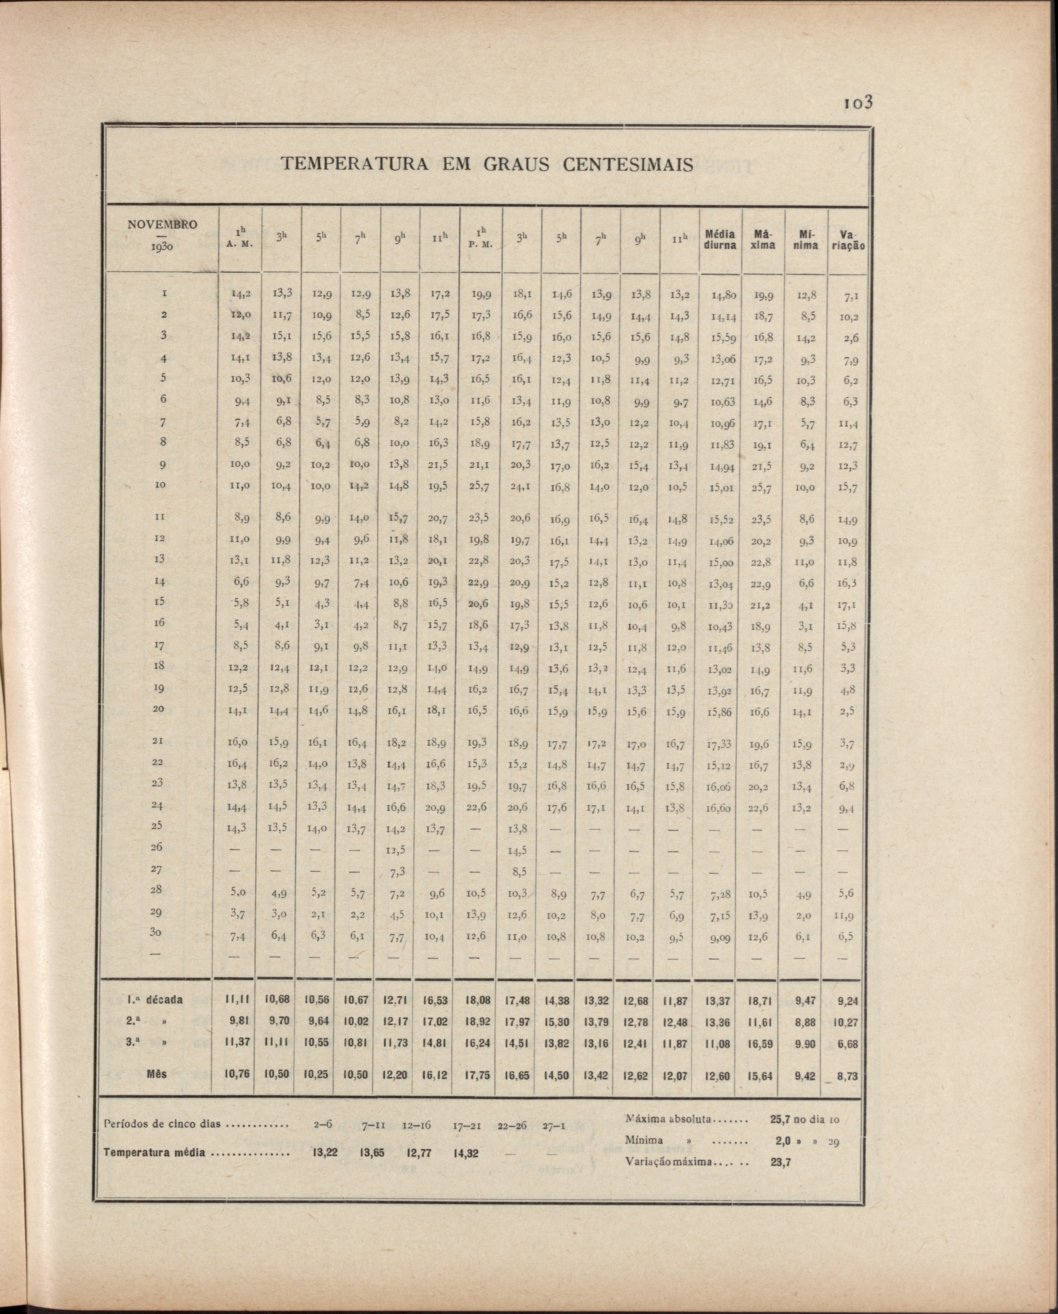 103
TEMPERATURA EM GRAUS CENTESIMAIS
NOVEMBRO — 1930 1h A. M. 3h 5h 7h 9h 11h 1h P. M. 3h 5h 7h 9h 11h Média diurna Má-xima Mí-nima Va-riação
1 14,2 13,3 12,9 12,9 13,8 17,2 19,9 18,1 14,6 13,9 13,8 13,2 14,80 19,9 12,8 7,1
2 12,0 11,7 10,9 8,5 12,6 17,5 17,3 16,6 15,6 14,9 14,4 14,3 14,14 18,7 8,5 10,2
3 14,2 15,1 15,6 15,5 15,8 16,1 16,8 15,9 16,0 15,6 15,6 14,8 15,59 16,8 14,2 2,6
4 14,1 13,8 13,4 12,6 13,4 15,7 17,2 16,4 12,3 10,5 9,9 9,3 13,06 17,2 9,3 7,9
5 10,3 10,6 12,0 12,0 13,9 14,3 16,5 16,1 12,4 11,8 11,4 11,2 12,71 16,5 10,3 6,2
6 9,4 9,1 8,5 8,3 10,8 13,0 11,6 13,4 11,9 10,8 9,9 9,7 10,63 14,6 8,3 6,3
7 7,4 6,8 5,7 5,9 8,2 14,2 15,8 16,2 13,5 13,0 12,2 10,4 10,96 17,1 5,7 11,4
8 8,5 6,8 6,4 6,8 10,0 16,3 18,9 17,7 13,7 12,5 12,2 11,9 11,83 19,1 6,4 12,7
9 10,0 9,2 10,2 10,0 13,8 21,5 21,1 20,3 17,0 16,2 15,4 13,4 14,94 21,5 9,2 12,3
10 11,0 10,4 10,0 14,2 14,8 19,5 25,7 24,1 16,8 14,0 12,0 10,5 15,01 25,7 10,0 15,7
11 8,9 8,6 9,9 14,0 15,7 20,7 23,5 20,6 16,9 16,5 16,4 14,8 15,52 23,5 8,6 14,9
12 11,0 9,9 9,4 9,6 11,8 18,1 19,8 19,7 16,1 14,4 13,2 14,9 14,06 20,2 9,3 10,9
13 13,1 11,8 12,3 11,2 13,2 20,1 22,8 20,3 17,5 14,1 13,0 11,4 15,00 22,8 11,0 11,8
14 6,6 9,3 9,7 7,4 10,6 19,3 22,9 20,9 15,2 12,8 11,1 10,8 13,04 22,9 6,6 16,3
15 5,8 5,1 4,3 4,4 8,8 16,5 20,6 19,8 15,5 12,6 10,6 10,1 11,30 21,2 4,1 17,1
16 5,4 4,1 3,1 4,2 8,7 15,7 18,6 17,3 13,8 11,8 10,4 9,8 10,43 18,9 3,1 15,8
17 8,5 8,6 9,1 9,8 11,1 13,3 13,4 12,9 13,1 12,5 11,8 12,0 11,46 13,8 8,5 5,3
18 12,2 12,4 12,1 12,2 12,9 14,0 14,9 14,9 13,6 13,2 12,4 11,6 13,02 14,9 11,6 3,3
19 12,5 12,8 11,9 12,6 12,8 14,4 16,2 16,7 15,4 14,1 13,3 13,5 13,92 16,7 11,9 4,8
20 14,1 14,4 14,6 14,8 16,1 18,1 16,5 16,6 15,9 15,9 15,6 15,9 15,86 16,6 14,1 2,5
21 16,0 15,9 16,1 16,4 18,2 18,9 19,3 18,9 17,7 17,2 17,0 16,7 17,33 19,6 15,9 3,7
22 16,4 16,2 14,0 13,8 14,4 16,6 15,3 15,2 14,8 14,7 14,7 14,7 15,12 16,7 13,8 2,9
23 13,8 13,5 13,4 13,4 14,7 18,3 19,5 19,7 16,8 16,6 16,5 15,8 16,06 20,2 13,4 6,8
24 14,4 14,5 13,3 14,4 16,6 20,9 22,6 20,6 17,6 17,1 14,1 13,8 16,60 22,6 13,2 9,4
25 14,3 13,5 14,0 13,7 14,2 13,7 — 13,8 — — — — — — — —
26 — — — — 12,5 — — 14,5 — — — — — — — —
27 — — — — 7,3 — — 8,5 — — — — — — — —
28 5,0 4,9 5,2 5,7 7,2 9,6 10,5 10,3 8,9 7,7 6,7 5,7 7,28 10,5 4,9 5,6
29 3,7 3,0 2,1 2,2 4,5 10,1 13,9 12,6 10,2 8,0 7,7 6,9 7,15 13,9 2,0 11,9
30 7,4 6,4 6,3 6,1 7,7 10,4 12,6 11,0 10,8 10,8 10,2 9,5 9,09 12,6 6,1 6,5
— — — — — — — — — — — — — — — — —
1.ª década 11,11 10,68 10,56 10,67 12,71 16,53 18,08 17,48 14,38 13,32 12,68 11,87 13,37 18,71 9,47 9,24
2.ª » 9,81 9,70 9,64 10,02 12,17 17,02 18,92 17,97 15,30 13,79 12,78 12,48 13,36 11,61 8,88 10,27
3.ª » 11,37 11,11 10,55 10,81 11,73 14,81 16,24 14,51 13,82 13,16 12,41 11,87 11,08 16,59 9,90 6,68
Mês 10,76 10,50 10,25 10,50 12,20 16,12 17,75 16,65 14,50 13,42 12,62 12,07 12,60 15,64 9,42 8,73
Períodos de cinco dias ............ 2–6 7–11 12–16 17–21 22–26 27–1
Temperatura média ............... 13,22 13,65 12,77 14,32 — —
Máxima absoluta....... 25,7 no dia 10
Mínima » ....... 2,0 » » 29
Variação máxima...... 23,7